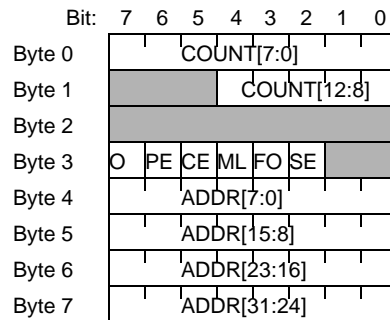 Bit: 7 6 5 4 3 2 1 0
Byte 0 COUNT[7:0]
Byte 1 COUNT[12:8]
Byte 2
Byte 3 O PE CE ML FO SE
Byte 4 ADDR[7:0]
Byte 5 ADDR[15:8]
Byte 6 ADDR[23:16]
Byte 7 ADDR[31:24]